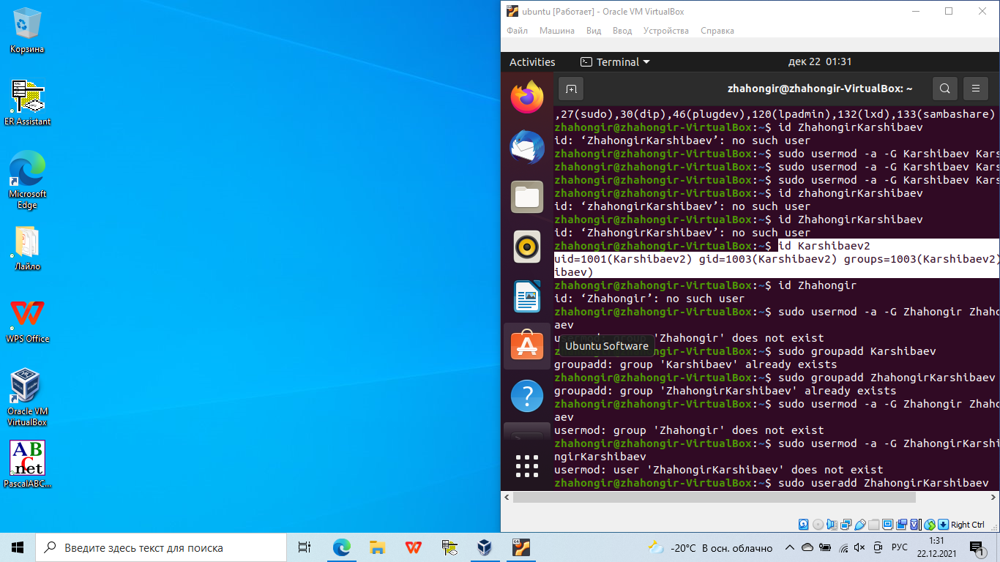 Корзина
ER Assistant
Microsoft
Edge
Лайло
WPS Office
Oracle VM
VirtualBox
PascalABC...
ubuntu [Работает] - Oracle VM VirtualBox
Файл Машина Вид Ввод Устройства Справка
Activities Terminal дек 22 01:31
zhahongir@zhahongir-VirtualBox: ~
,27(sudo),30(dip),46(plugdev),120(lpadmin),132(lxd),133(sambashare)
zhahongir@zhahongir-VirtualBox:~$ id ZhahongirKarshibaev
id: ‘ZhahongirKarshibaev’: no such user
zhahongir@zhahongir-VirtualBox:~$ sudo usermod -a -G Karshibaev Kars
zhahongir@zhahongir-VirtualBox:~$ sudo usermod -a -G Karshibaev Kars
zhahongir@zhahongir-VirtualBox:~$ sudo usermod -a -G Karshibaev Kars
zhahongir@zhahongir-VirtualBox:~$ id zhahongirKarshibaev
id: ‘zhahongirKarshibaev’: no such user
zhahongir@zhahongir-VirtualBox:~$ id ZhahongirKarshibaev
id: ‘ZhahongirKarshibaev’: no such user
zhahongir@zhahongir-VirtualBox:~$ id Karshibaev2
uid=1001(Karshibaev2) gid=1003(Karshibaev2) groups=1003(Karshibaev2)
ibaev)
zhahongir@zhahongir-VirtualBox:~$ id Zhahongir
id: ‘Zhahongir’: no such user
zhahongir@zhahongir-VirtualBox:~$ sudo usermod -a -G Zhahongir Zhaho
aev
'Zhahongir' does not exist
Ubuntu Software
zhahongir@zhahongir-VirtualBox:~$ sudo groupadd Karshibaev
groupadd: group 'Karshibaev' already exists
zhahongir@zhahongir-VirtualBox:~$ sudo groupadd ZhahongirKarshibaev
groupadd: group 'ZhahongirKarshibaev' already exists
zhahongir@zhahongir-VirtualBox:~$ sudo usermod -a -G Zhahongir Zhaho
aev
usermod: group 'Zhahongir' does not exist
zhahongir@zhahongir-VirtualBox:~$ sudo usermod -a -G ZhahongirKarshi
ngirKarshibaev
usermod: user 'ZhahongirKarshibaev' does not exist
zhahongir@zhahongir-VirtualBox:~$ sudo useradd ZhahongirKarshibaev
Right Ctrl
Введите здесь текст для поиска
-20°C В осн. облачно
РУС
1:31
22.12.2021
1